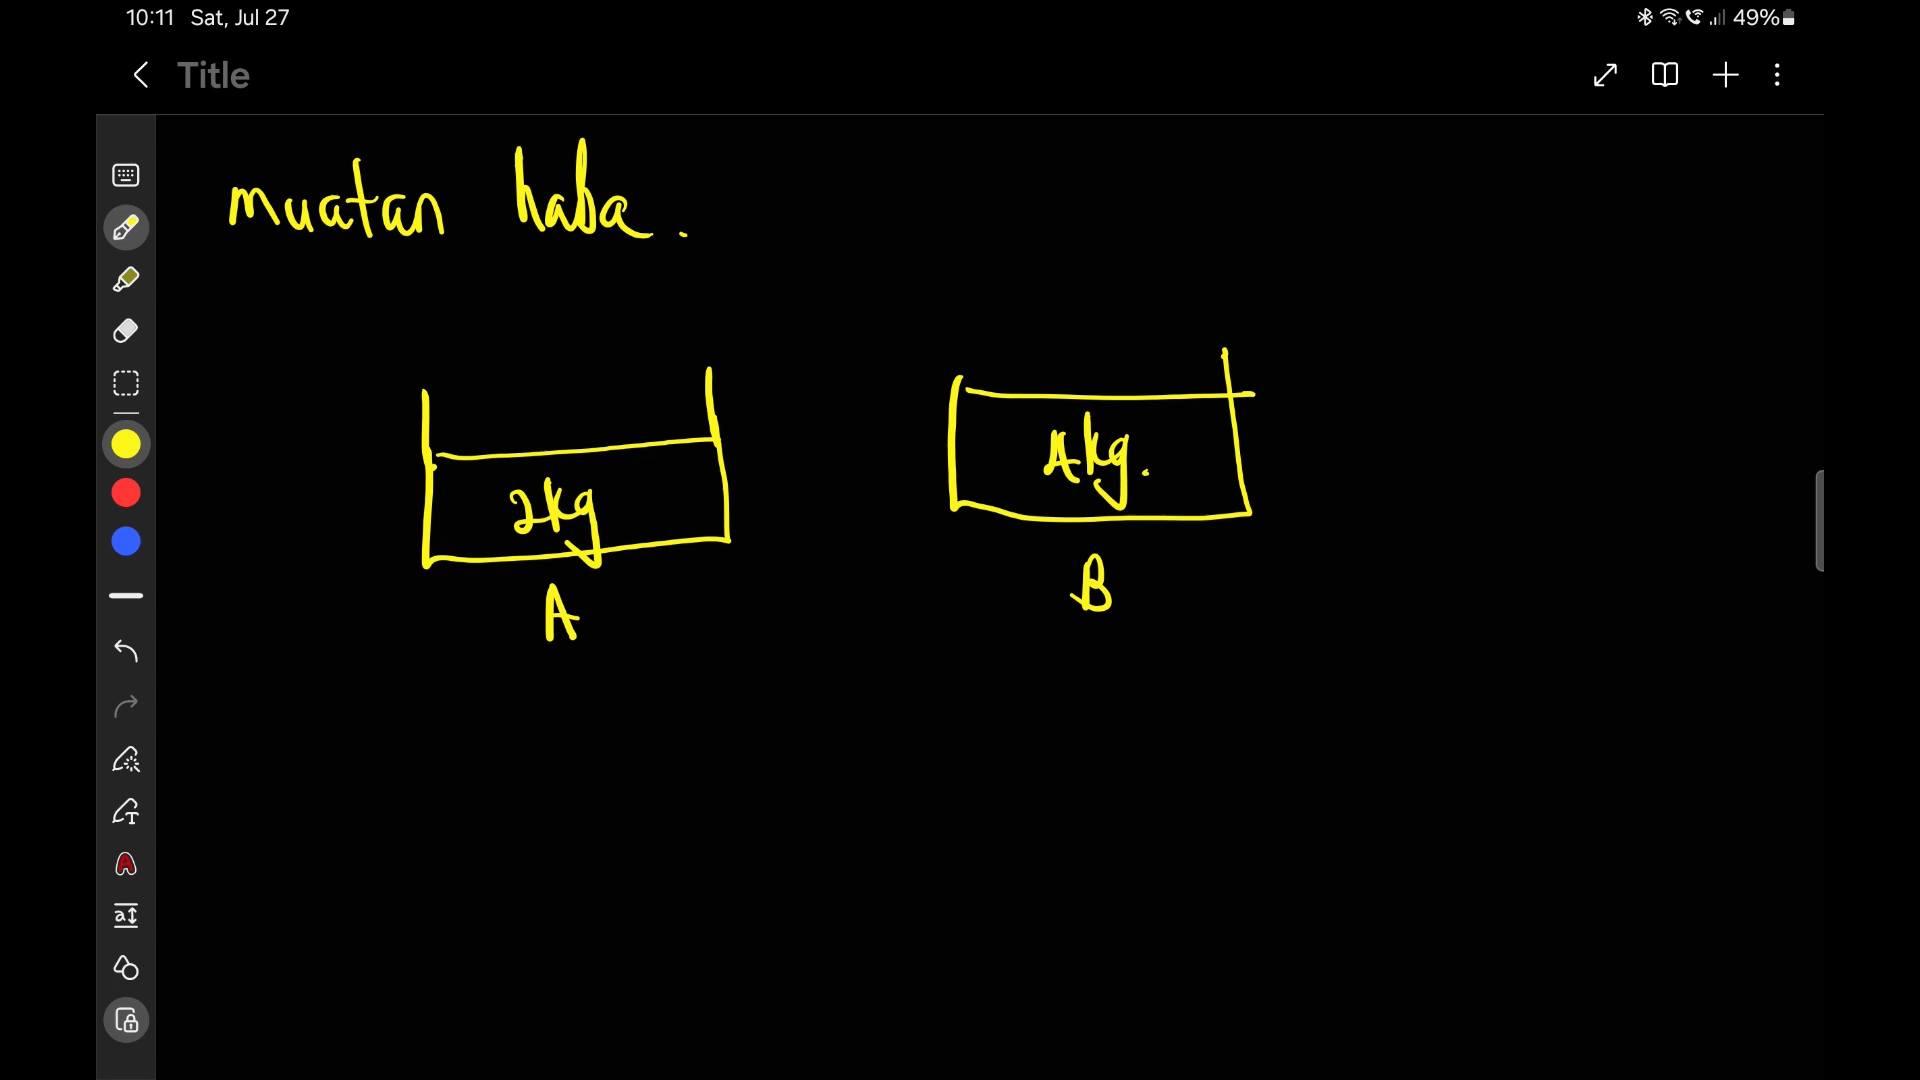 10:11 Sat, Jul 27
49%
Title
muatan haba.
2kg
4kg.
A
B